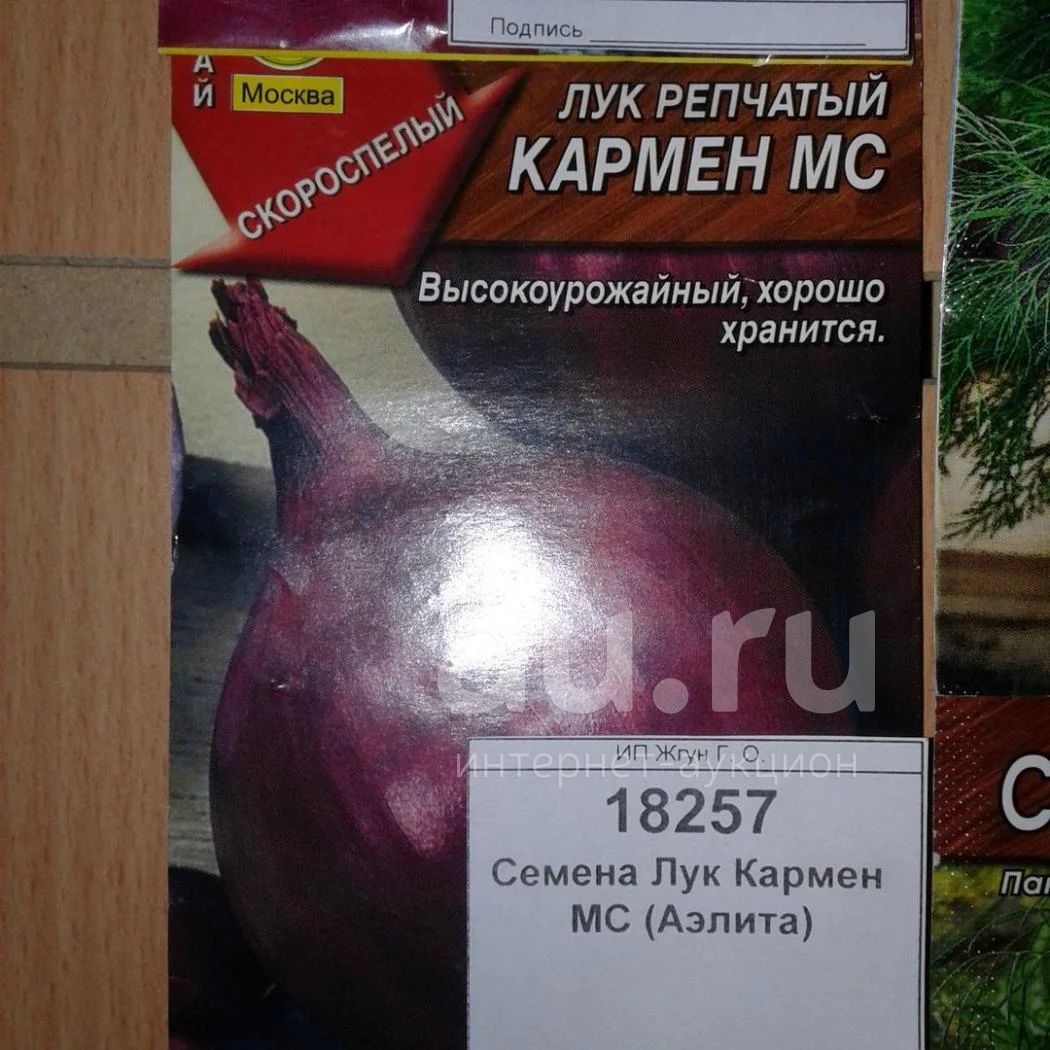 Подпись
А
Й
Москва
СКОРОСПЕЛЫЙ
ЛУК РЕПЧАТЫЙ
КАРМЕН МС
Высокоурожайный, хорошо
хранится.
au.ru
интернет-аукцион
ИП Жгун Г. О.
18257
Семена Лук Кармен
МС (Аэлита)
С